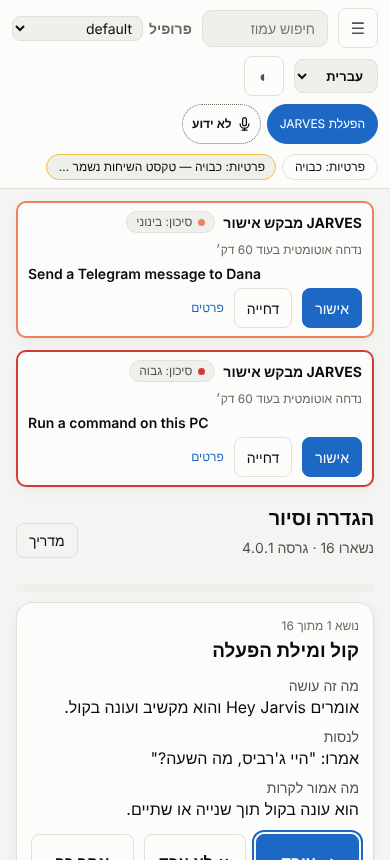 ☰ חיפוש עמוד פרופיל default
עברית
הפעלת JARVES לא ידוע
פרטיות: כבויה פרטיות: כבויה — טקסט השיחות נשמר ...
JARVES מבקש אישור סיכון: בינוני
נדחה אוטומטית בעוד 60 דק׳
Send a Telegram message to Dana
אישור דחייה פרטים
JARVES מבקש אישור סיכון: גבוה
נדחה אוטומטית בעוד 60 דק׳
Run a command on this PC
אישור דחייה פרטים
הגדרה וסיור
נשארו 16 · גרסה 4.0.1
מדריך
נושא 1 מתוך 16
קול ומילת הפעלה
מה זה עושה
אומרים Hey Jarvis והוא מקשיב ועונה בקול.
לנסות
אמרו: "היי ג'רביס, מה השעה?"
מה אמור לקרות
הוא עונה בקול תוך שנייה או שתיים.